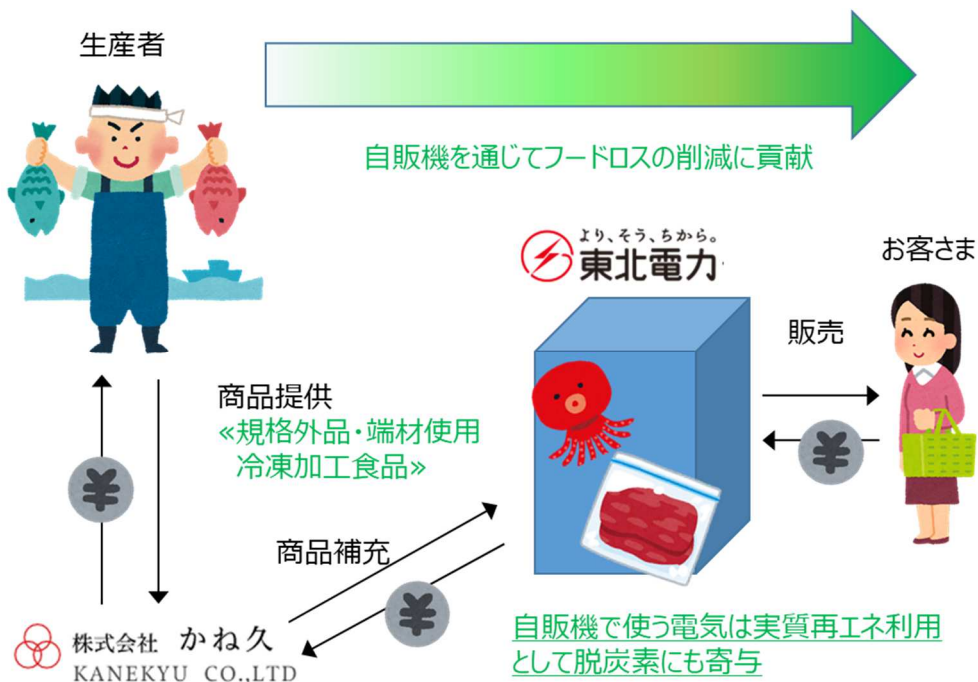 生産者
自販機を通じてフードロスの削減に貢献
より、そう、ちから。
東北電力
お客さま
販売
商品提供
≪規格外品・端材使用
冷凍加工食品≫
¥
¥
商品補充
¥
株式会社 かね久
KANEKYU CO.,LTD
自販機で使う電気は実質再エネ利用
として脱炭素にも寄与